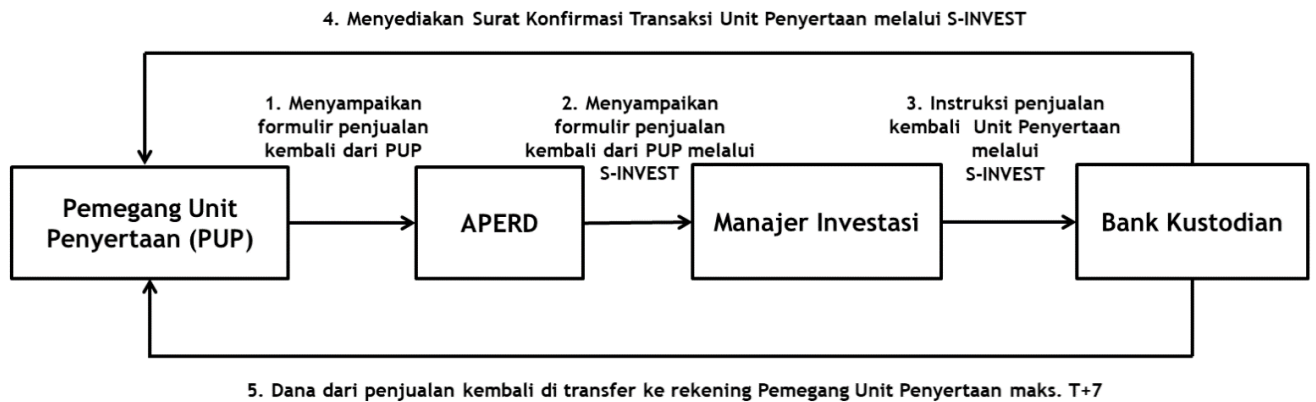 4. Menyediakan Surat Konfirmasi Transaksi Unit Penyertaan melalui S-INVEST
1. Menyampaikan
formulir penjualan
kembali dari PUP
2. Menyampaikan
formulir penjualan
kembali dari PUP melalui
S-INVEST
3. Instruksi penjualan
kembali Unit Penyertaan
melalui
S-INVEST
Pemegang Unit
Penyertaan (PUP)
APERD
Manajer Investasi
Bank Kustodian
5. Dana dari penjualan kembali di transfer ke rekening Pemegang Unit Penyertaan maks. T+7